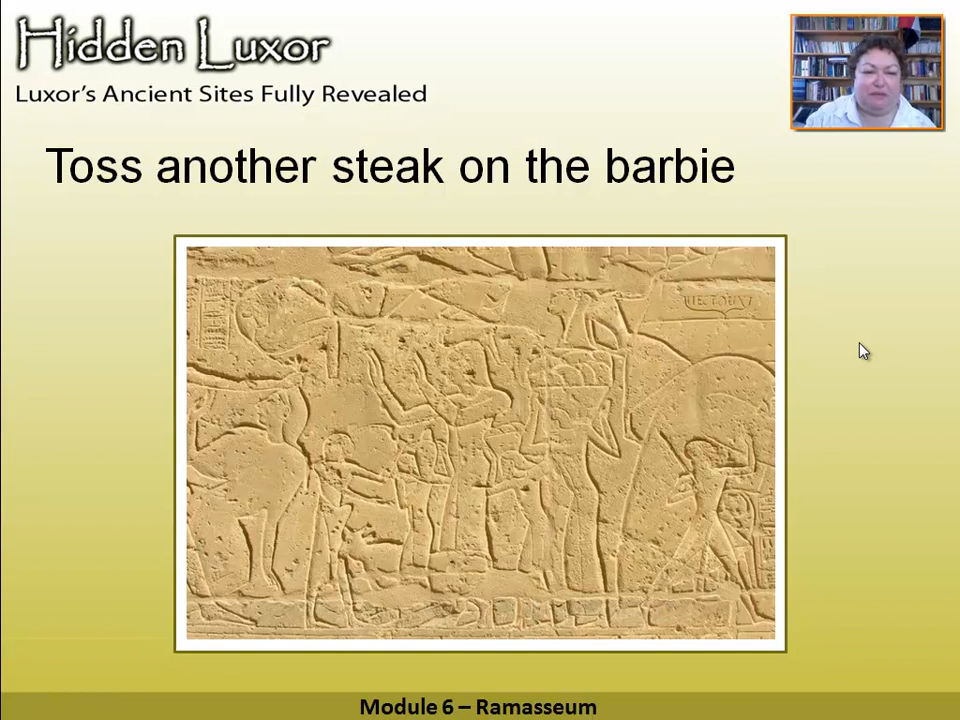 Hidden Luxor
Luxor's Ancient Sites Fully Revealed
Toss another steak on the barbie
Module 6 – Ramasseum